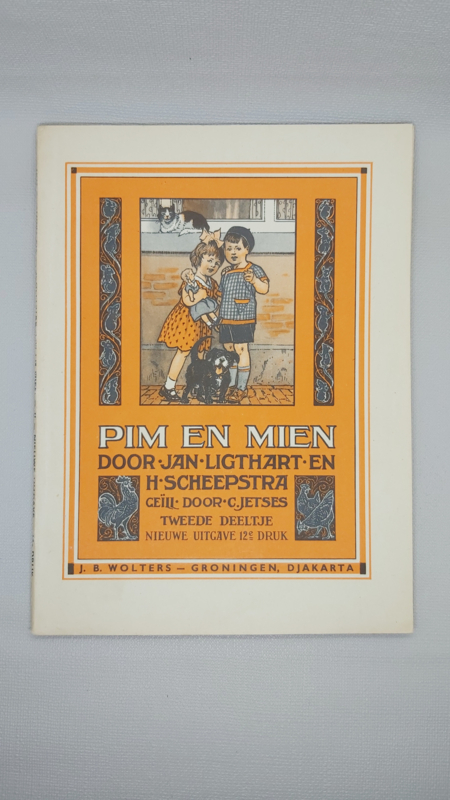 PIM EN MIEN
DOOR·JAN·LIGTHART·EN
H·SCHEEPSTRA
GEÏLL·DOOR·C.JETSES
TWEEDE DEELTJE
NIEUWE UITGAVE 12E DRUK
J. B. WOLTERS — GRONINGEN, DJAKARTA